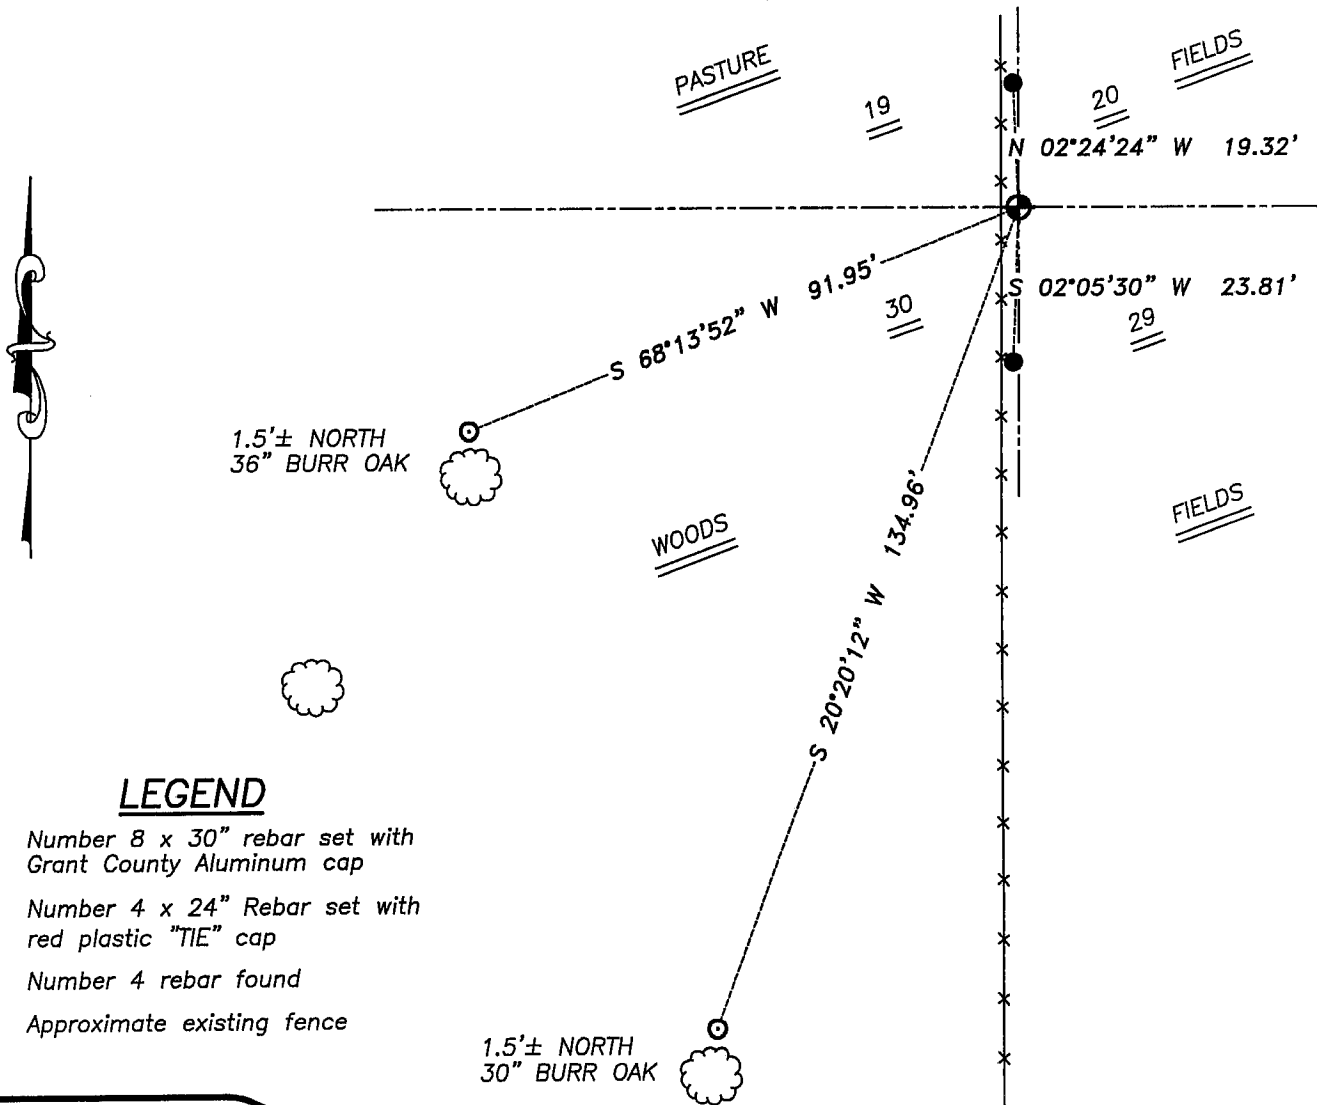 PASTURE
FIELDS
19
20
N 02°24'24" W 19.32'
S 68°13'52" W 91.95'
30
S 02°05'30" W 23.81'
29
1.5'± NORTH
36" BURR OAK
WOODS
FIELDS
S 20°20'12" W 134.96'
LEGEND
Number 8 x 30" rebar set with
Grant County Aluminum cap
Number 4 x 24" Rebar set with
red plastic "TIE" cap
Number 4 rebar found
Approximate existing fence
1.5'± NORTH
30" BURR OAK